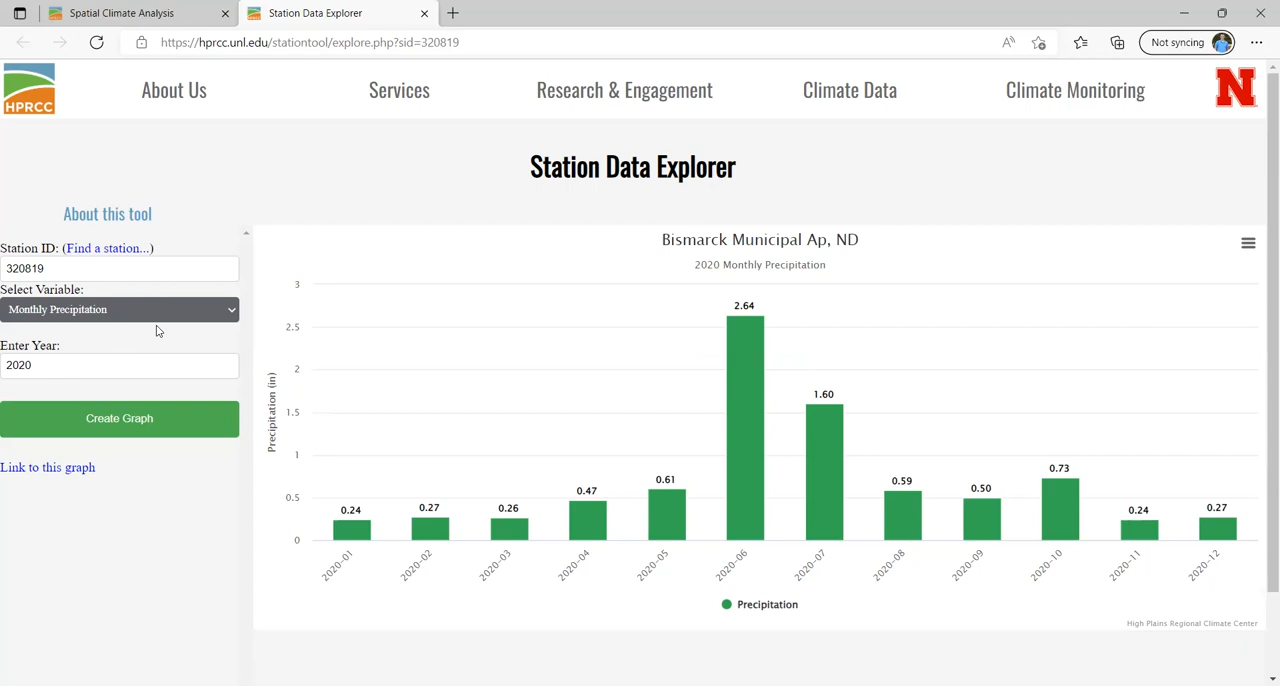 Spatial Climate Analysis
Station Data Explorer
https://hprcc.unl.edu/stationtool/explore.php?sid=320819
Not syncing
HPRCC
About Us
Services
Research & Engagement
Climate Data
Climate Monitoring
N
Station Data Explorer
About this tool
Station ID: (Find a station...)
320819
Select Variable:
Monthly Precipitation
Enter Year:
2020
Create Graph
Link to this graph
Bismarck Municipal Ap, ND
2020 Monthly Precipitation
Precipitation (in)
3
2.5
2
1.5
1
0.5
0
0.24
0.27
0.26
0.47
0.61
2.64
1.60
0.59
0.50
0.73
0.24
0.27
2020-01
2020-02
2020-03
2020-04
2020-05
2020-06
2020-07
2020-08
2020-09
2020-10
2020-11
2020-12
Precipitation
High Plains Regional Climate Center